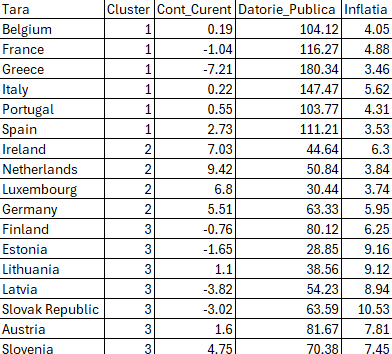 Tara Cluster Cont_Curent Datorie_Publica Inflatia
Belgium 1 0.19 104.12 4.05
France 1 -1.04 116.27 4.88
Greece 1 -7.21 180.34 3.46
Italy 1 0.22 147.47 5.62
Portugal 1 0.55 103.77 4.31
Spain 1 2.73 111.21 3.53
Ireland 2 7.03 44.64 6.3
Netherlands 2 9.42 50.84 3.84
Luxembourg 2 6.8 30.44 3.74
Germany 2 5.51 63.33 5.95
Finland 3 -0.76 80.12 6.25
Estonia 3 -1.65 28.85 9.16
Lithuania 3 1.1 38.56 9.12
Latvia 3 -3.82 54.23 8.94
Slovak Republic 3 -3.02 63.59 10.53
Austria 3 1.6 81.67 7.81
Slovenia 3 4.75 70.38 7.45